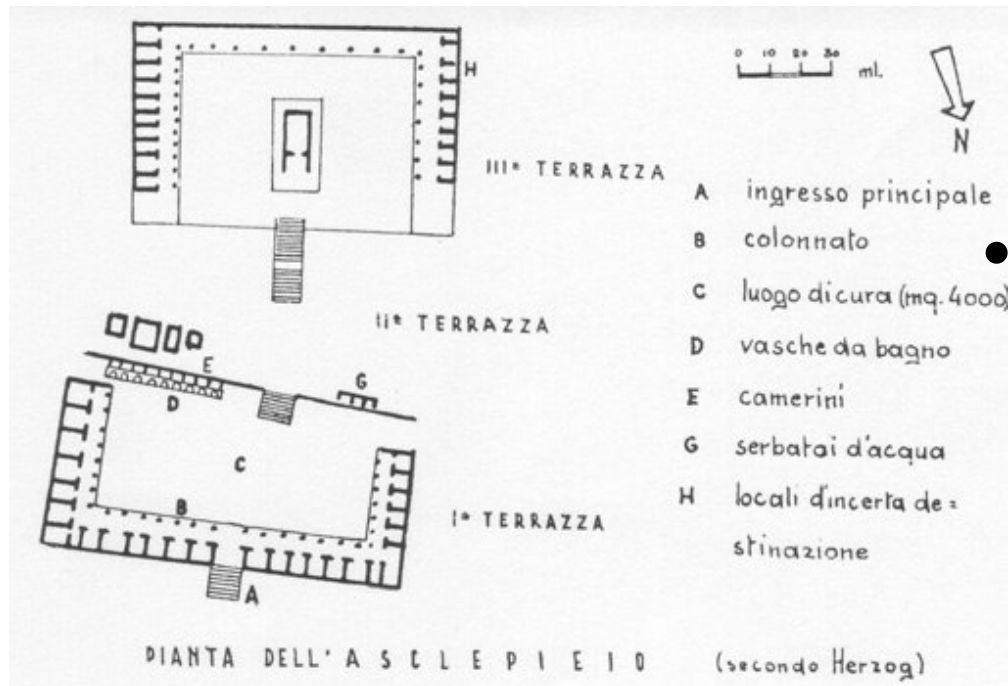 0 10 20 30 ml.
N
H
IIIª TERRAZZA
A ingresso principale
B colonnato
C luogo di cura (mq. 4000)
D vasche da bagno
E camerini
G serbatoi d'acqua
H locali d'incerta de=
stinazione
IIª TERRAZZA
E
G
D
C
B
Iª TERRAZZA
A
PIANTA DELL'ASCLEPIEIO (secondo Herzog)